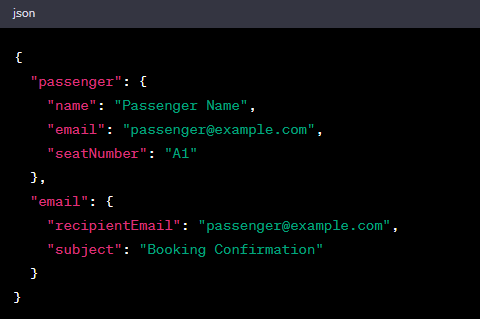 json
{
  "passenger": {
    "name": "Passenger Name",
    "email": "passenger@example.com",
    "seatNumber": "A1"
  },
  "email": {
    "recipientEmail": "passenger@example.com",
    "subject": "Booking Confirmation"
  }
}